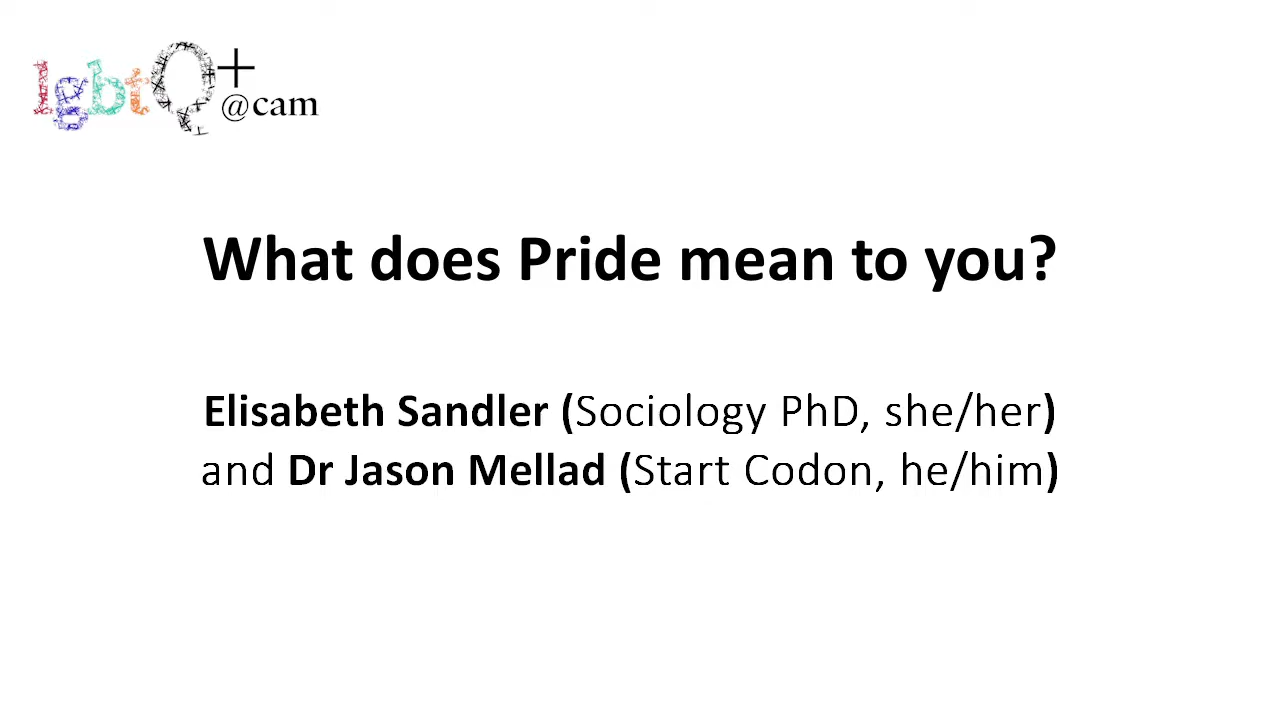 lgbtQ+
@cam
What does Pride mean to you?
Elisabeth Sandler (Sociology PhD, she/her)
and Dr Jason Mellad (Start Codon, he/him)